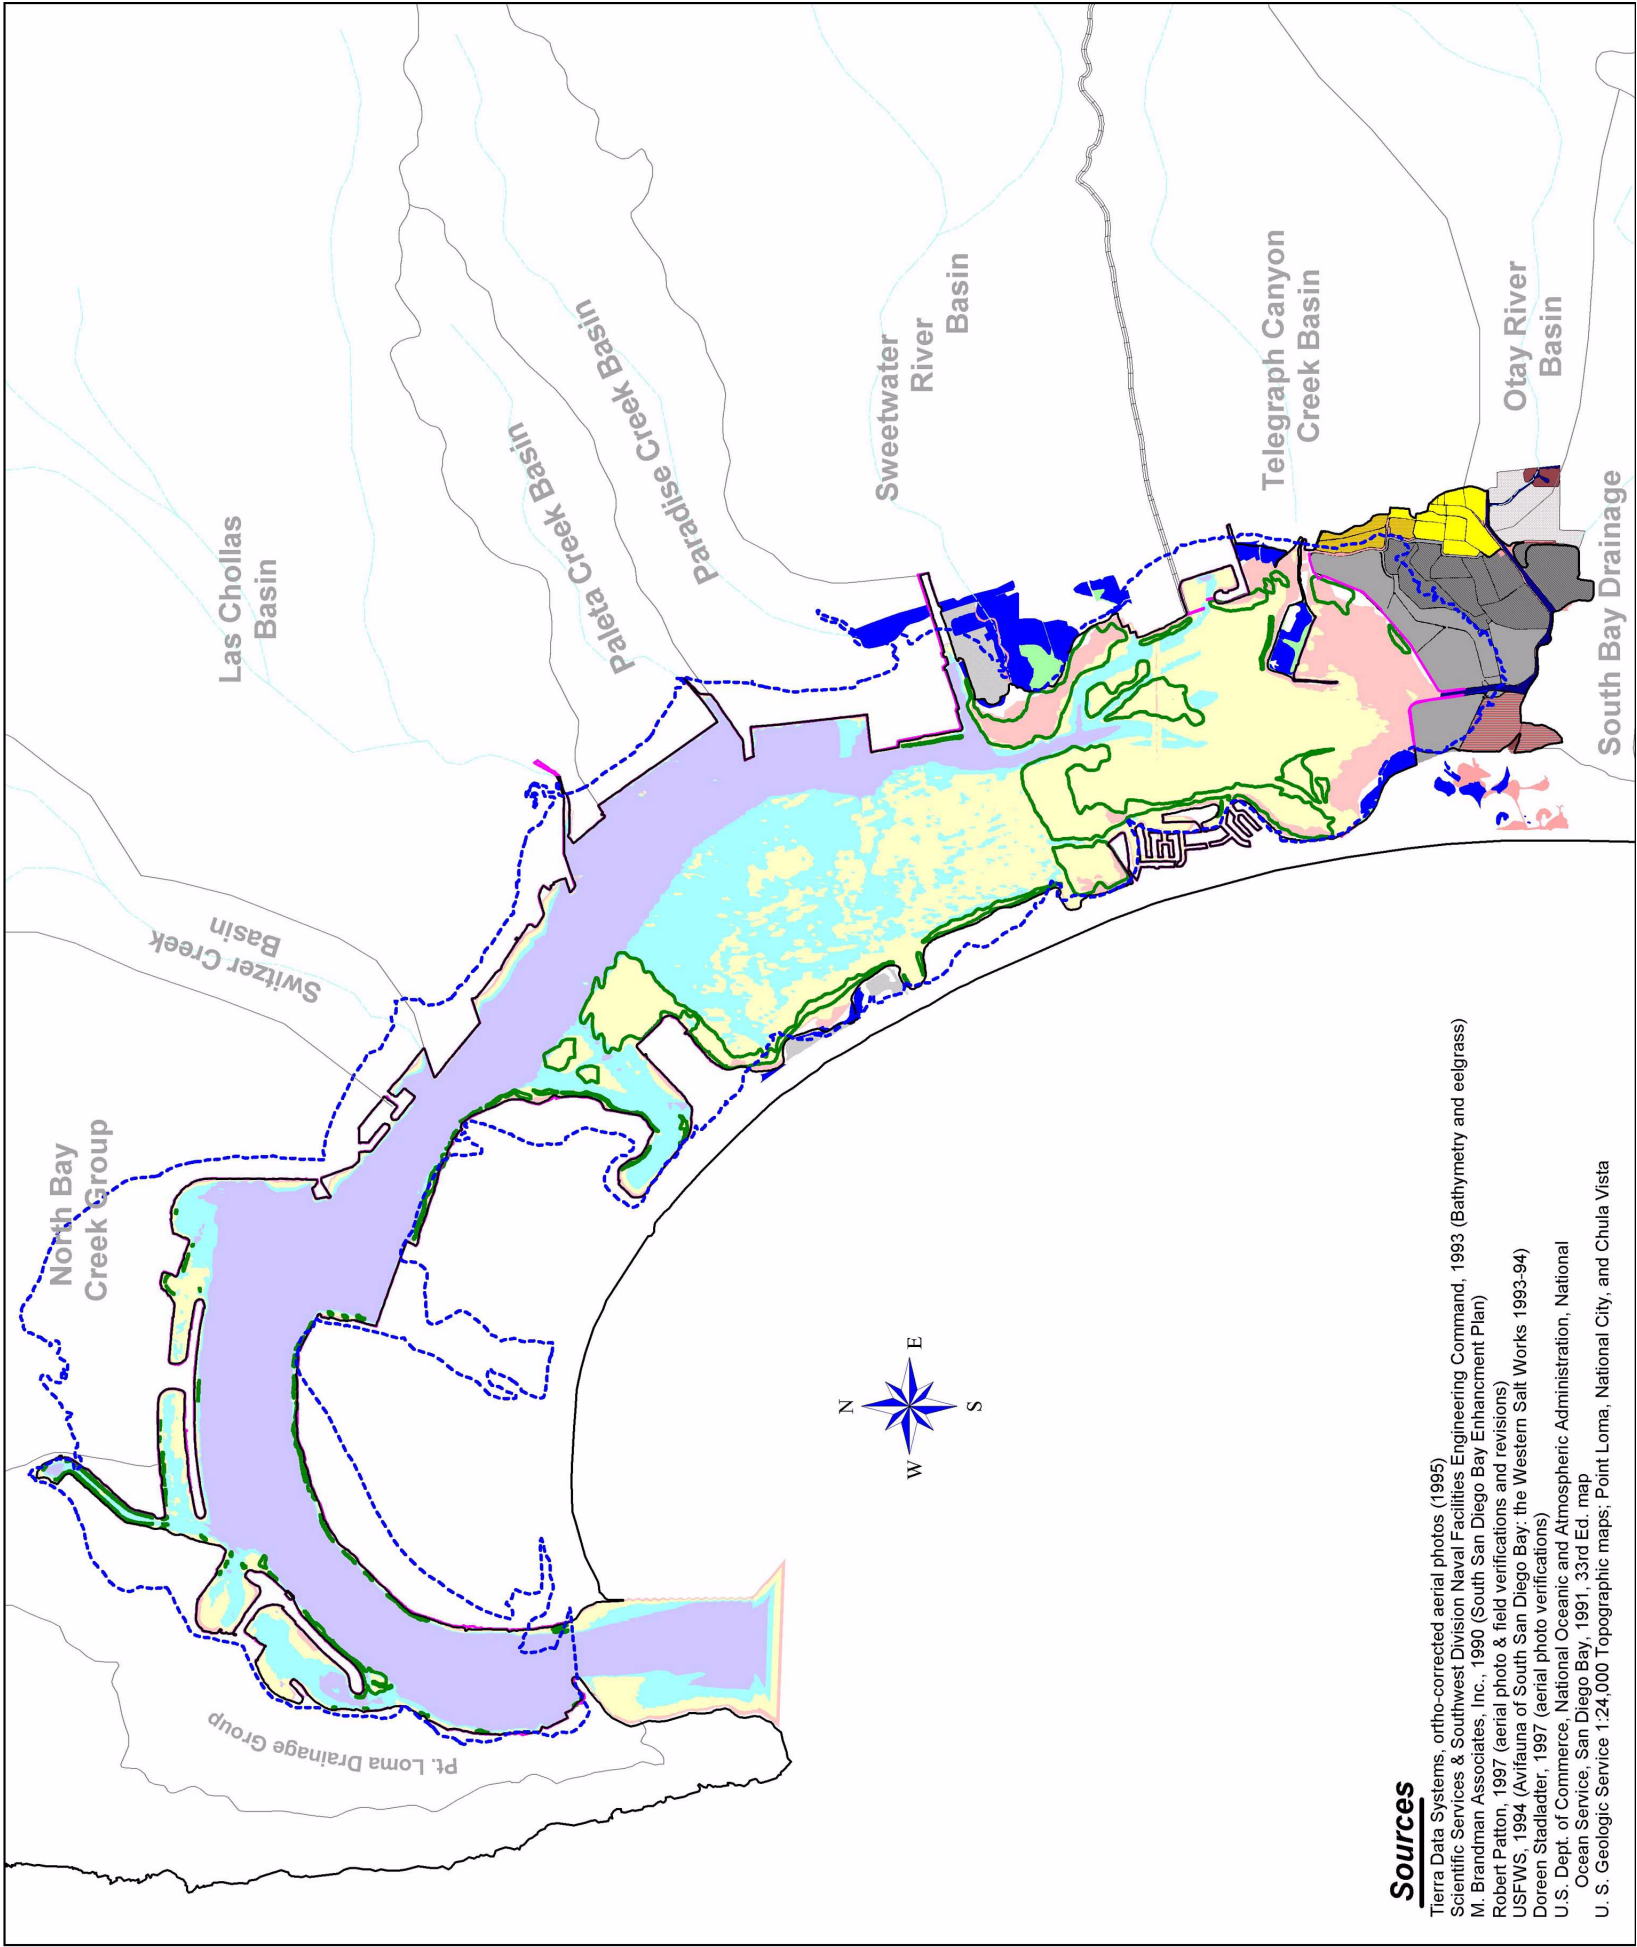 North Bay
Creek Group
Switzer Creek
Basin
Las Chollas
Basin
Paleta Creek Basin
Paradise Creek Basin
Sweetwater
River
Basin
Telegraph Canyon
Creek Basin
Otay River
Basin
South Bay Drainage
Pt. Loma Drainage Group
N
E
S
W
Sources
Tierra Data Systems, ortho-corrected aerial photos (1995)
Scientific Services & Southwest Division Naval Facilities Engineering Command, 1993 (Bathymetry and eelgrass)
M. Brandman Associates, Inc., 1990 (South San Diego Bay Enhancment Plan)
Robert Patton, 1997 (aerial photo & field verifications and revisions)
USFWS, 1994 (Avifauna of South San Diego Bay: the Western Salt Works 1993-94)
Doreen Stadladter, 1997 (aerial photo verifications)
U.S. Dept. of Commerce, National Oceanic and Atmospheric Administration, National
Ocean Service, San Diego Bay, 1991, 33rd Ed. map
U. S. Geologic Service 1:24,000 Topographic maps; Point Loma, National City, and Chula Vista